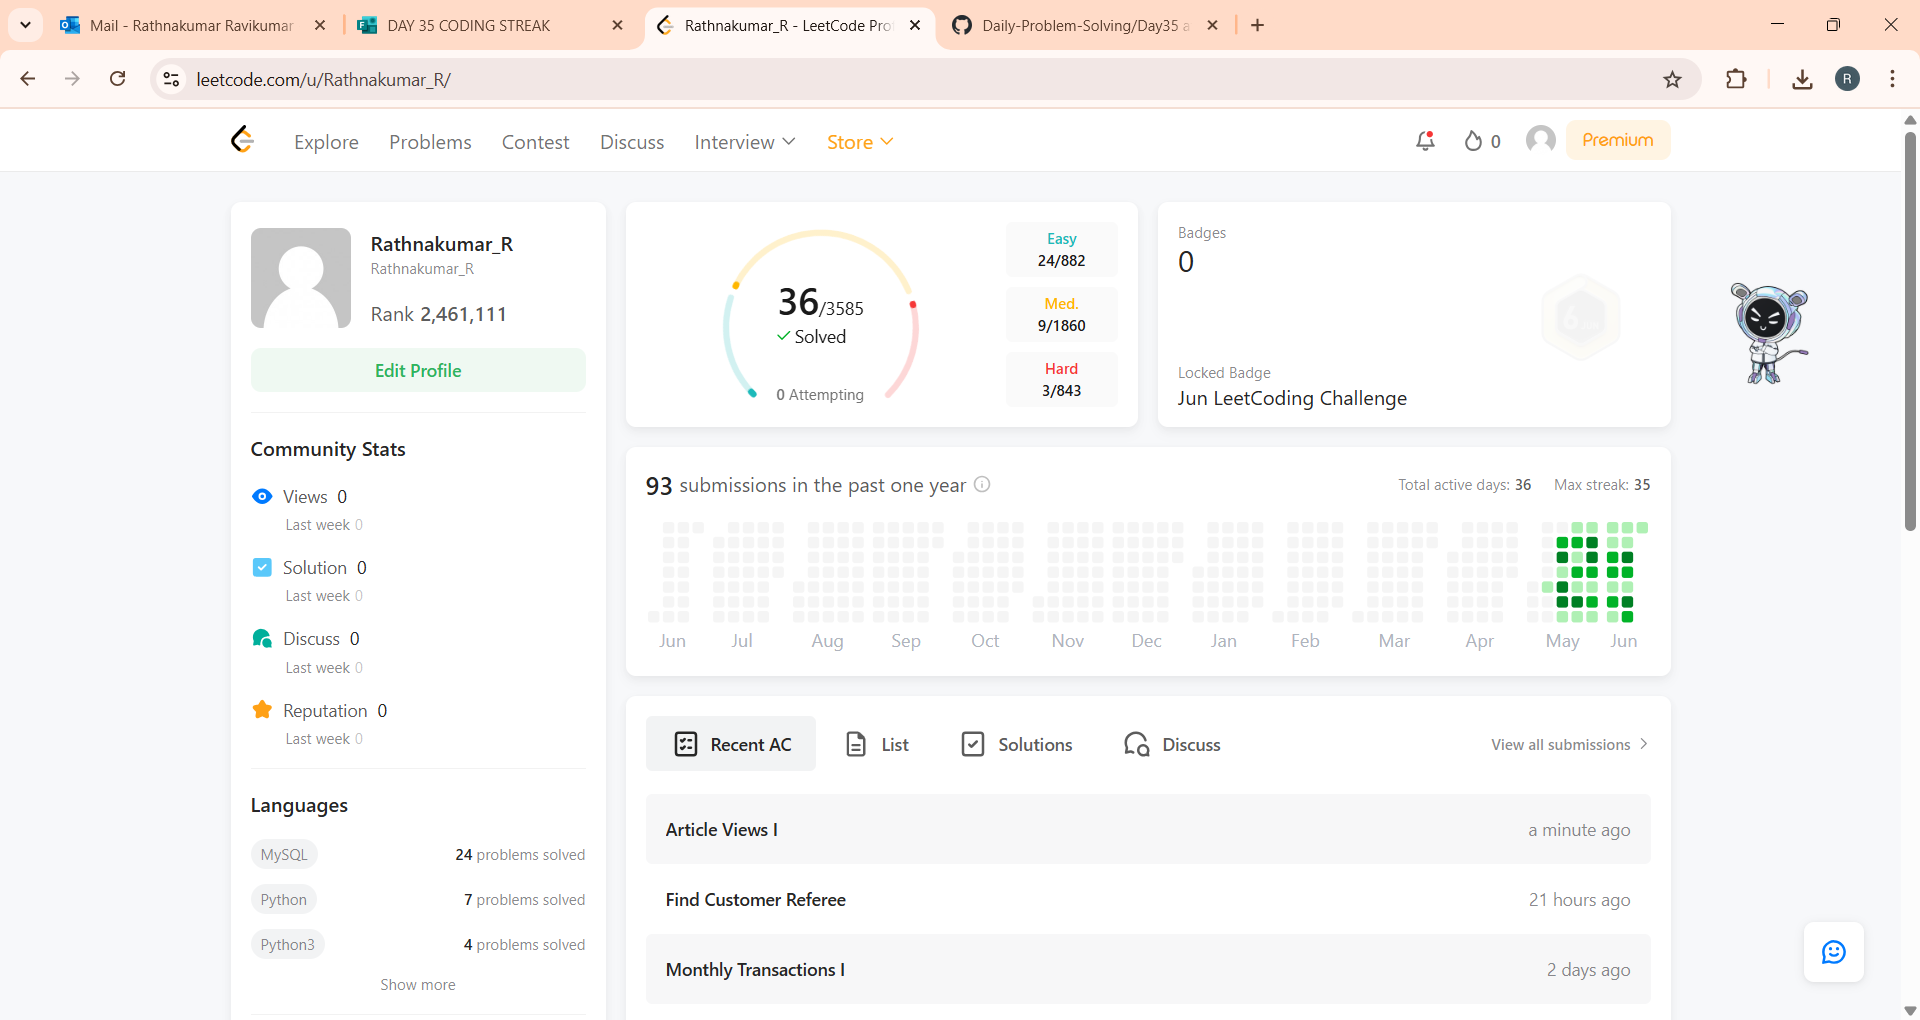 Mail - Rathnakumar Ravikumar
DAY 35 CODING STREAK
Rathnakumar_R - LeetCode Pro
Daily-Problem-Solving/Day35 a
leetcode.com/u/Rathnakumar_R/
R
Explore
Problems
Contest
Discuss
Interview
Store
0
Premium
Rathnakumar_R
Rathnakumar_R
Rank 2,461,111
Edit Profile
Community Stats
Views 0
Last week 0
Solution 0
Last week 0
Discuss 0
Last week 0
Reputation 0
Last week 0
Languages
MySQL 24 problems solved
Python 7 problems solved
Python3 4 problems solved
Show more
36/3585
Solved
0 Attempting
Easy
24/882
Med.
9/1860
Hard
3/843
Badges
0
Locked Badge
Jun LeetCoding Challenge
93 submissions in the past one year
Total active days: 36 Max streak: 35
Jun Jul Aug Sep Oct Nov Dec Jan Feb Mar Apr May Jun
Recent AC
List
Solutions
Discuss
View all submissions
Article Views I a minute ago
Find Customer Referee 21 hours ago
Monthly Transactions I 2 days ago